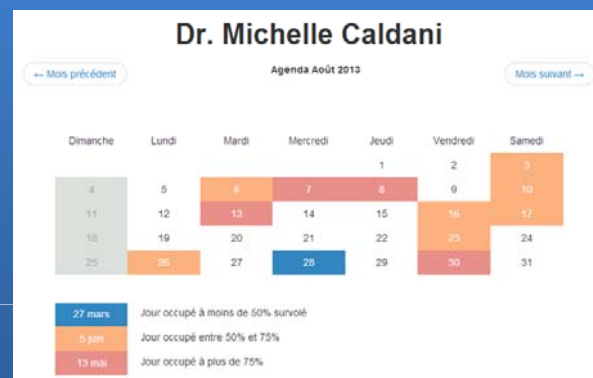 Dr. Michelle Caldani
← Mois précédent Agenda Août 2013 Mois suivant →
Dimanche Lundi Mardi Mercredi Jeudi Vendredi Samedi
1 2 3
4 5 6 7 8 9 10
11 12 13 14 15 16 17
18 19 20 21 22 23 24
25 26 27 28 29 30 31
27 mars Jour occupé à moins de 50% survolé
5 juin Jour occupé entre 50% et 75%
13 mai Jour occupé à plus de 75%